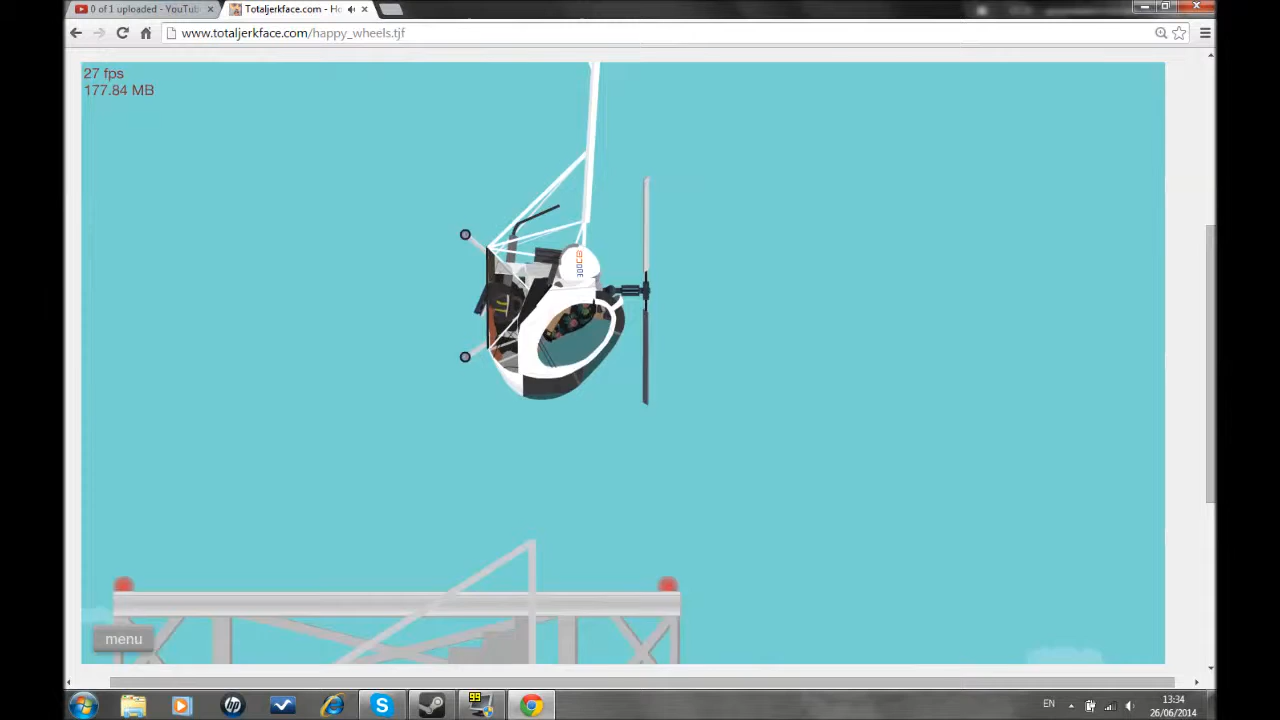 0 of 1 uploaded - YouTub
Totaljerkface.com - Ho
www.totaljerkface.com/happy_wheels.tjf
27 fps
177.84 MB
menu
99
EN
13:34
26/06/2014